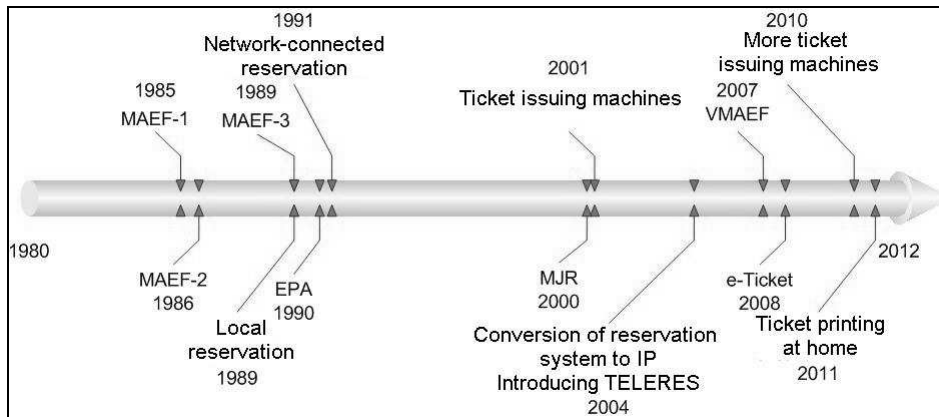 1991
Network-connected
reservation
1985
MAEF-1
1989
MAEF-3
2001
Ticket issuing machines
2010
More ticket
issuing machines
2007
VMAEF
1980
2012
MAEF-2
1986
Local
reservation
1989
EPA
1990
MJR
2000
Conversion of reservation
system to IP
Introducing TELERES
2004
e-Ticket
2008
Ticket printing
at home
2011